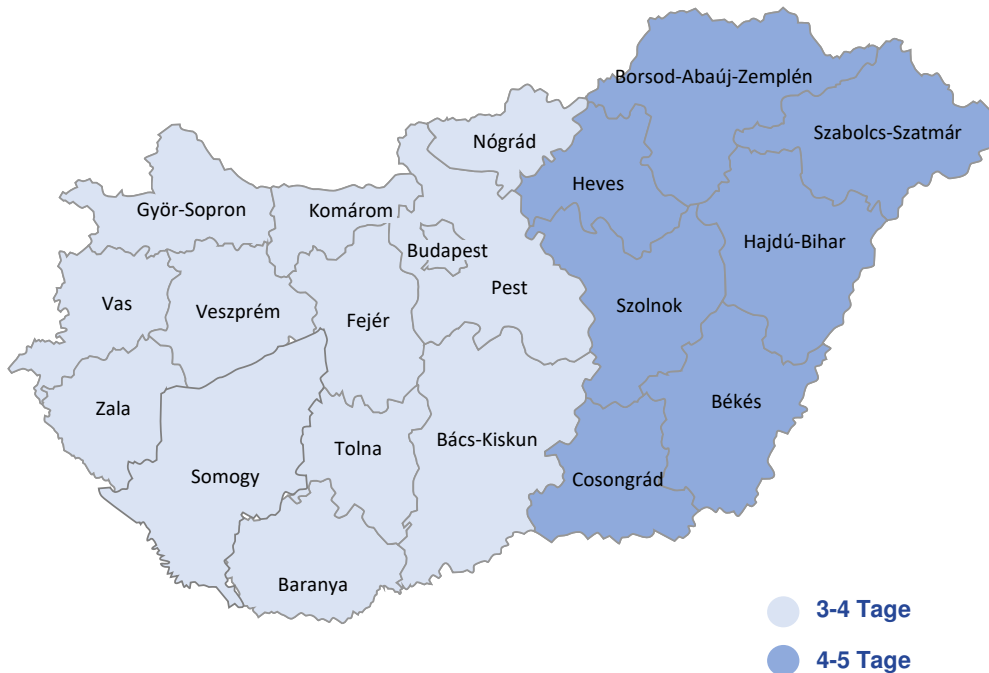 Borsod-Abaúj-Zemplén
Szabolcs-Szatmár
Nógrád
Heves
Györ-Sopron
Komárom
Hajdú-Bihar
Budapest
Pest
Vas
Veszprém
Fejér
Szolnok
Zala
Békés
Bács-Kiskun
Tolna
Somogy
Cosongrád
Baranya
3-4 Tage
4-5 Tage